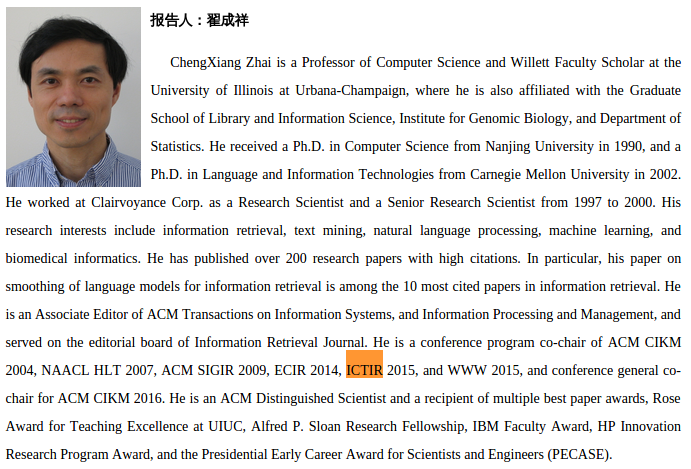 报告人：翟成祥
ChengXiang Zhai is a Professor of Computer Science and Willett Faculty Scholar at the
University of Illinois at Urbana-Champaign, where he is also affiliated with the Graduate
School of Library and Information Science, Institute for Genomic Biology, and Department of
Statistics. He received a Ph.D. in Computer Science from Nanjing University in 1990, and a
Ph.D. in Language and Information Technologies from Carnegie Mellon University in 2002.
He worked at Clairvoyance Corp. as a Research Scientist and a Senior Research Scientist from 1997 to 2000. His
research interests include information retrieval, text mining, natural language processing, machine learning, and
biomedical informatics. He has published over 200 research papers with high citations. In particular, his paper on
smoothing of language models for information retrieval is among the 10 most cited papers in information retrieval. He
is an Associate Editor of ACM Transactions on Information Systems, and Information Processing and Management, and
served on the editorial board of Information Retrieval Journal. He is a conference program co-chair of ACM CIKM
2004, NAACL HLT 2007, ACM SIGIR 2009, ECIR 2014, ICTIR 2015, and WWW 2015, and conference general co-
chair for ACM CIKM 2016. He is an ACM Distinguished Scientist and a recipient of multiple best paper awards, Rose
Award for Teaching Excellence at UIUC, Alfred P. Sloan Research Fellowship, IBM Faculty Award, HP Innovation
Research Program Award, and the Presidential Early Career Award for Scientists and Engineers (PECASE).